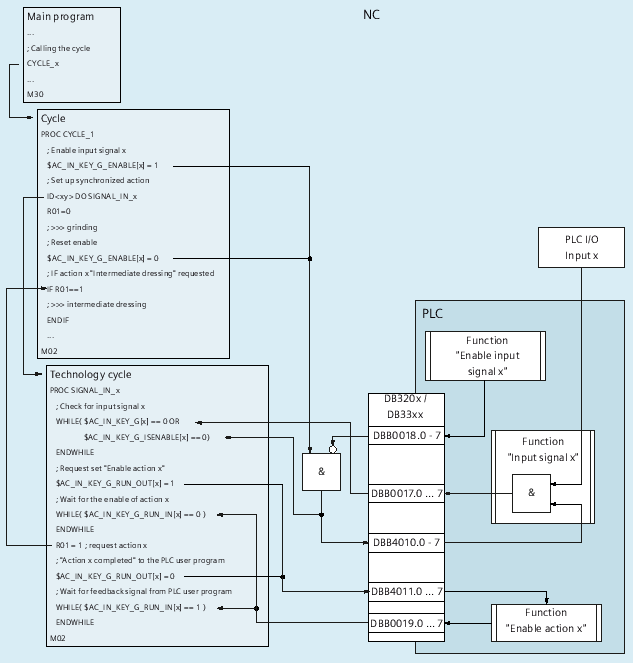 NC
Main program
...
; Calling the cycle
CYCLE_x
...
M30
Cycle
PROC CYCLE_1
; Enable input signal x
$AC_IN_KEY_G_ENABLE[x] = 1
; Set up synchronized action
ID<xy> DO SIGNAL_IN_x
R01=0
; >>> grinding
; Reset enable
$AC_IN_KEY_G_ENABLE[x] = 0
; IF action x "Intermediate dressing" requested
IF R01==1
; >>> intermediate dressing
ENDIF
...
M02
Technology cycle
PROC SIGNAL_IN_x
; Check for input signal x
WHILE( $AC_IN_KEY_G[x] == 0 OR
$AC_IN_KEY_G_ISENABLE[x] == 0)
ENDWHILE
; Request set "Enable action x"
$AC_IN_KEY_G_RUN_OUT[x] = 1
; Wait for the enable of action x
WHILE( $AC_IN_KEY_G_RUN_IN[x] == 0 )
ENDWHILE
R01 = 1 ; request action x
; "Action x completed" to the PLC user program
$AC_IN_KEY_G_RUN_OUT[x] = 0
; Wait for feedback signal from PLC user program
WHILE( $AC_IN_KEY_G_RUN_IN[x] == 1 )
ENDWHILE
M02
&
PLC I/O
Input x
PLC
Function
"Enable input
signal x"
DB320x /
DB33xx
DBB0018.0 - 7
DBB0017.0 ... 7
DBB4010.0 - 7
DBB4011.0 ... 7
DBB0019.0 ... 7
Function
"Input signal x"
&
Function
"Enable action x"